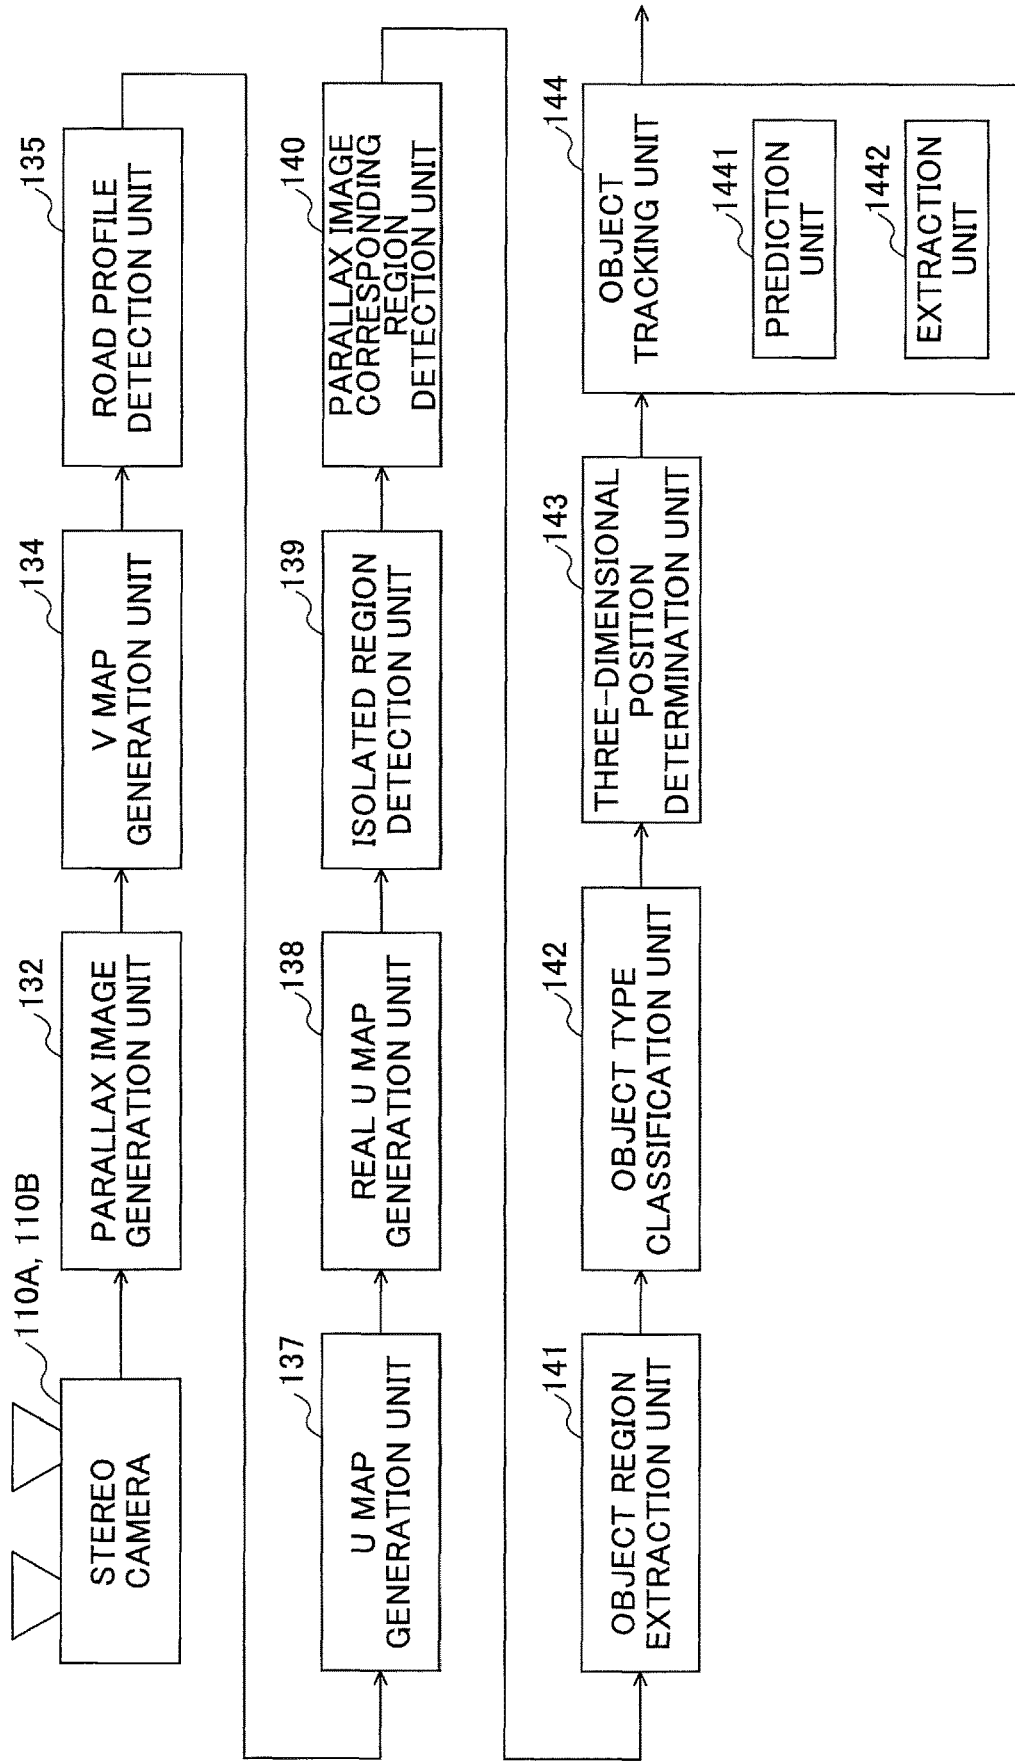 110A, 110B
STEREO
CAMERA
132
PARALLAX IMAGE
GENERATION UNIT
134
V MAP
GENERATION UNIT
135
ROAD PROFILE
DETECTION UNIT
137
U MAP
GENERATION UNIT
138
REAL U MAP
GENERATION UNIT
139
ISOLATED REGION
DETECTION UNIT
140
PARALLAX IMAGE
CORRESPONDING
REGION
DETECTION UNIT
141
OBJECT REGION
EXTRACTION UNIT
142
OBJECT TYPE
CLASSIFICATION UNIT
143
THREE-DIMENSIONAL
POSITION
DETERMINATION UNIT
144
OBJECT
TRACKING UNIT
1441
PREDICTION
UNIT
1442
EXTRACTION
UNIT